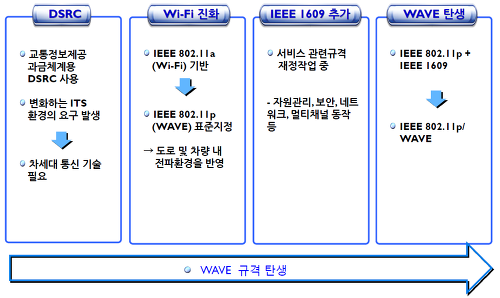 DSRC
교통정보제공
과금체계용
DSRC 사용
변화하는 ITS
환경의 요구 발생
차세대 통신 기술
필요
Wi-Fi 진화
IEEE 802.11a
(Wi-Fi) 기반
IEEE 802.11p
(WAVE) 표준지정
→ 도로 및 차량 내
전파환경을 반영
IEEE 1609 추가
서비스 관련규격
재정작업 중
- 자원관리, 보안, 네트
워크, 멀티채널 동작
등
WAVE 탄생
IEEE 802.11p +
IEEE 1609
IEEE 802.11p/
WAVE
WAVE 규격 탄생